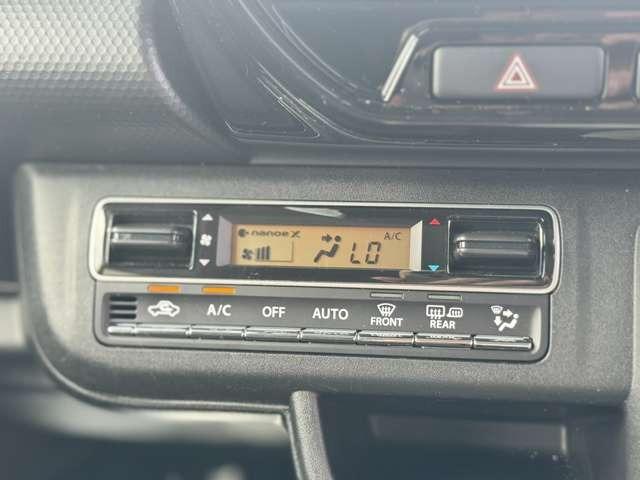 nanoe X
A/C
LO
A/C
OFF
AUTO
FRONT
REAR